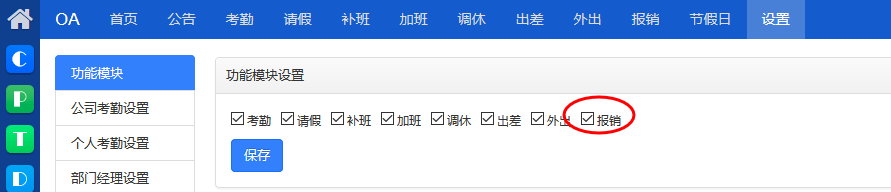 OA 首页 公告 考勤 请假 补班 加班 调休 出差 外出 报销 节假日 设置
C
功能模块
功能模块设置
P
公司考勤设置
考勤 请假 补班 加班 调休 出差 外出 报销
T
个人考勤设置
保存
D
部门经理设置